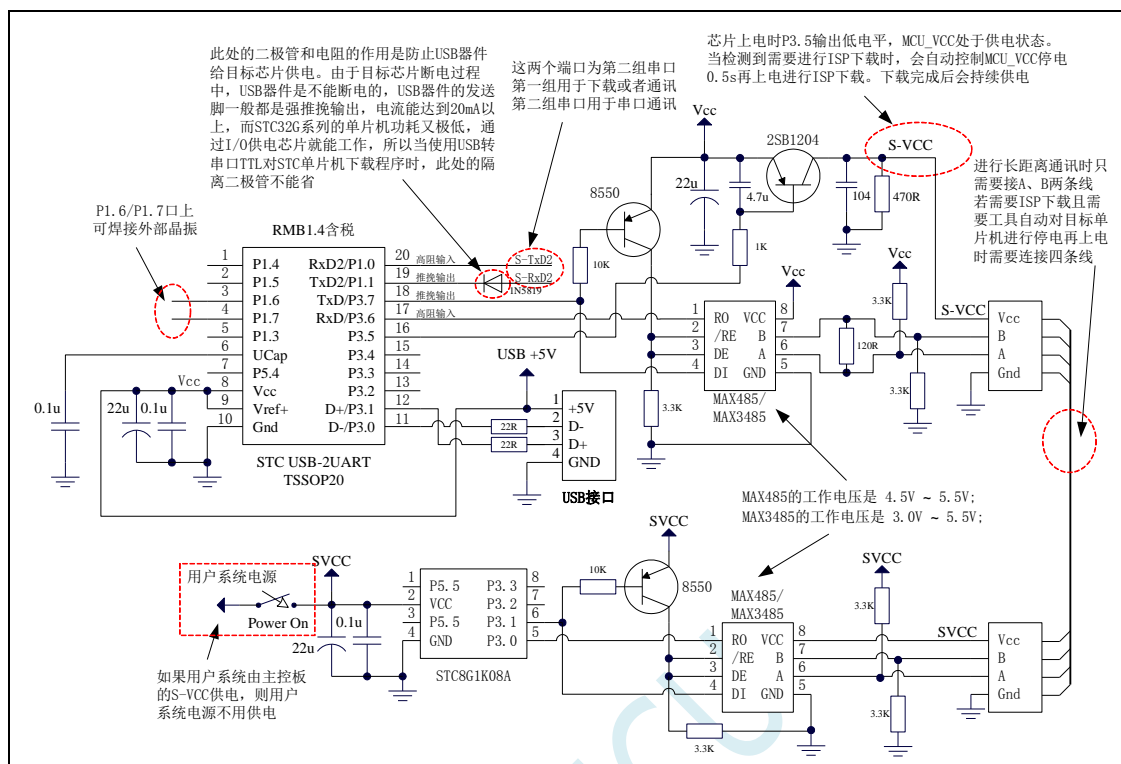 此处的二极管和电阻的作用是防止USB器件
给目标芯片供电。由于目标芯片断电过程
中，USB器件是不能断电的，USB器件的发送
脚一般都是强推挽输出，电流能达到20mA以
上，而STC32G系列的单片机功耗又极低，通
过I/O供电芯片就能工作，所以当使用USB转
串口TTL对STC单片机下载程序时，此处的隔
离二极管不能省
这两个端口为第二组串口
第一组用于下载或者通讯
第二组串口用于串口通讯
芯片上电时P3.5输出低电平，MCU_VCC处于供电状态。
当检测到需要进行ISP下载时，会自动控制MCU_VCC停电
0.5s再上电进行ISP下载。下载完成后会持续供电
进行长距离通讯时只
需要接A、B两条线
若需要ISP下载且需
要工具自动对目标单
片机进行停电再上电
时需要连接四条线
P1.6/P1.7口上
可焊接外部晶振
Vcc
2SB1204
S-VCC
22u
4.7u
104
470R
8550
10K
1K
RMB1.4含税
1 P1.4 RxD2/P1.0 20 高阻输入 S-TxD2
2 P1.5 TxD2/P1.1 19 推挽输出 S-RxD2
1N5819
3 P1.6 TxD/P3.7 18 推挽输出
4 P1.7 RxD/P3.6 17 高阻输入
5 P1.3 P3.5 16
6 UCap P3.4 15
7 P5.4 P3.3 14
8 Vcc P3.2 13
9 Vref+ D+/P3.1 12
10 Gnd D-/P3.0 11
STC USB-2UART
TSSOP20
Vcc
0.1u
22u
0.1u
USB +5V
1 +5V
2 D-
3 D+
4 GND
22R
22R
USB接口
Vcc
1 RO VCC 8
2 /RE B 7
3 DE A 6
4 DI GND 5
MAX485/
MAX3485
3.3K
120R
Vcc
3.3K
3.3K
S-VCC
Vcc
B
A
Gnd
MAX485的工作电压是 4.5V ~ 5.5V;
MAX3485的工作电压是 3.0V ~ 5.5V;
用户系统电源
Power On
如果用户系统由主控板
的S-VCC供电，则用户
系统电源不用供电
SVCC
22u
0.1u
1 P5.5 P3.3 8
2 VCC P3.2 7
3 P5.5 P3.1 6
4 GND P3.0 5
STC8G1K08A
10K
SVCC
8550
MAX485/
MAX3485
1 RO VCC 8
2 /RE B 7
3 DE A 6
4 DI GND 5
3.3K
SVCC
3.3K
SVCC
3.3K
Vcc
B
A
Gnd